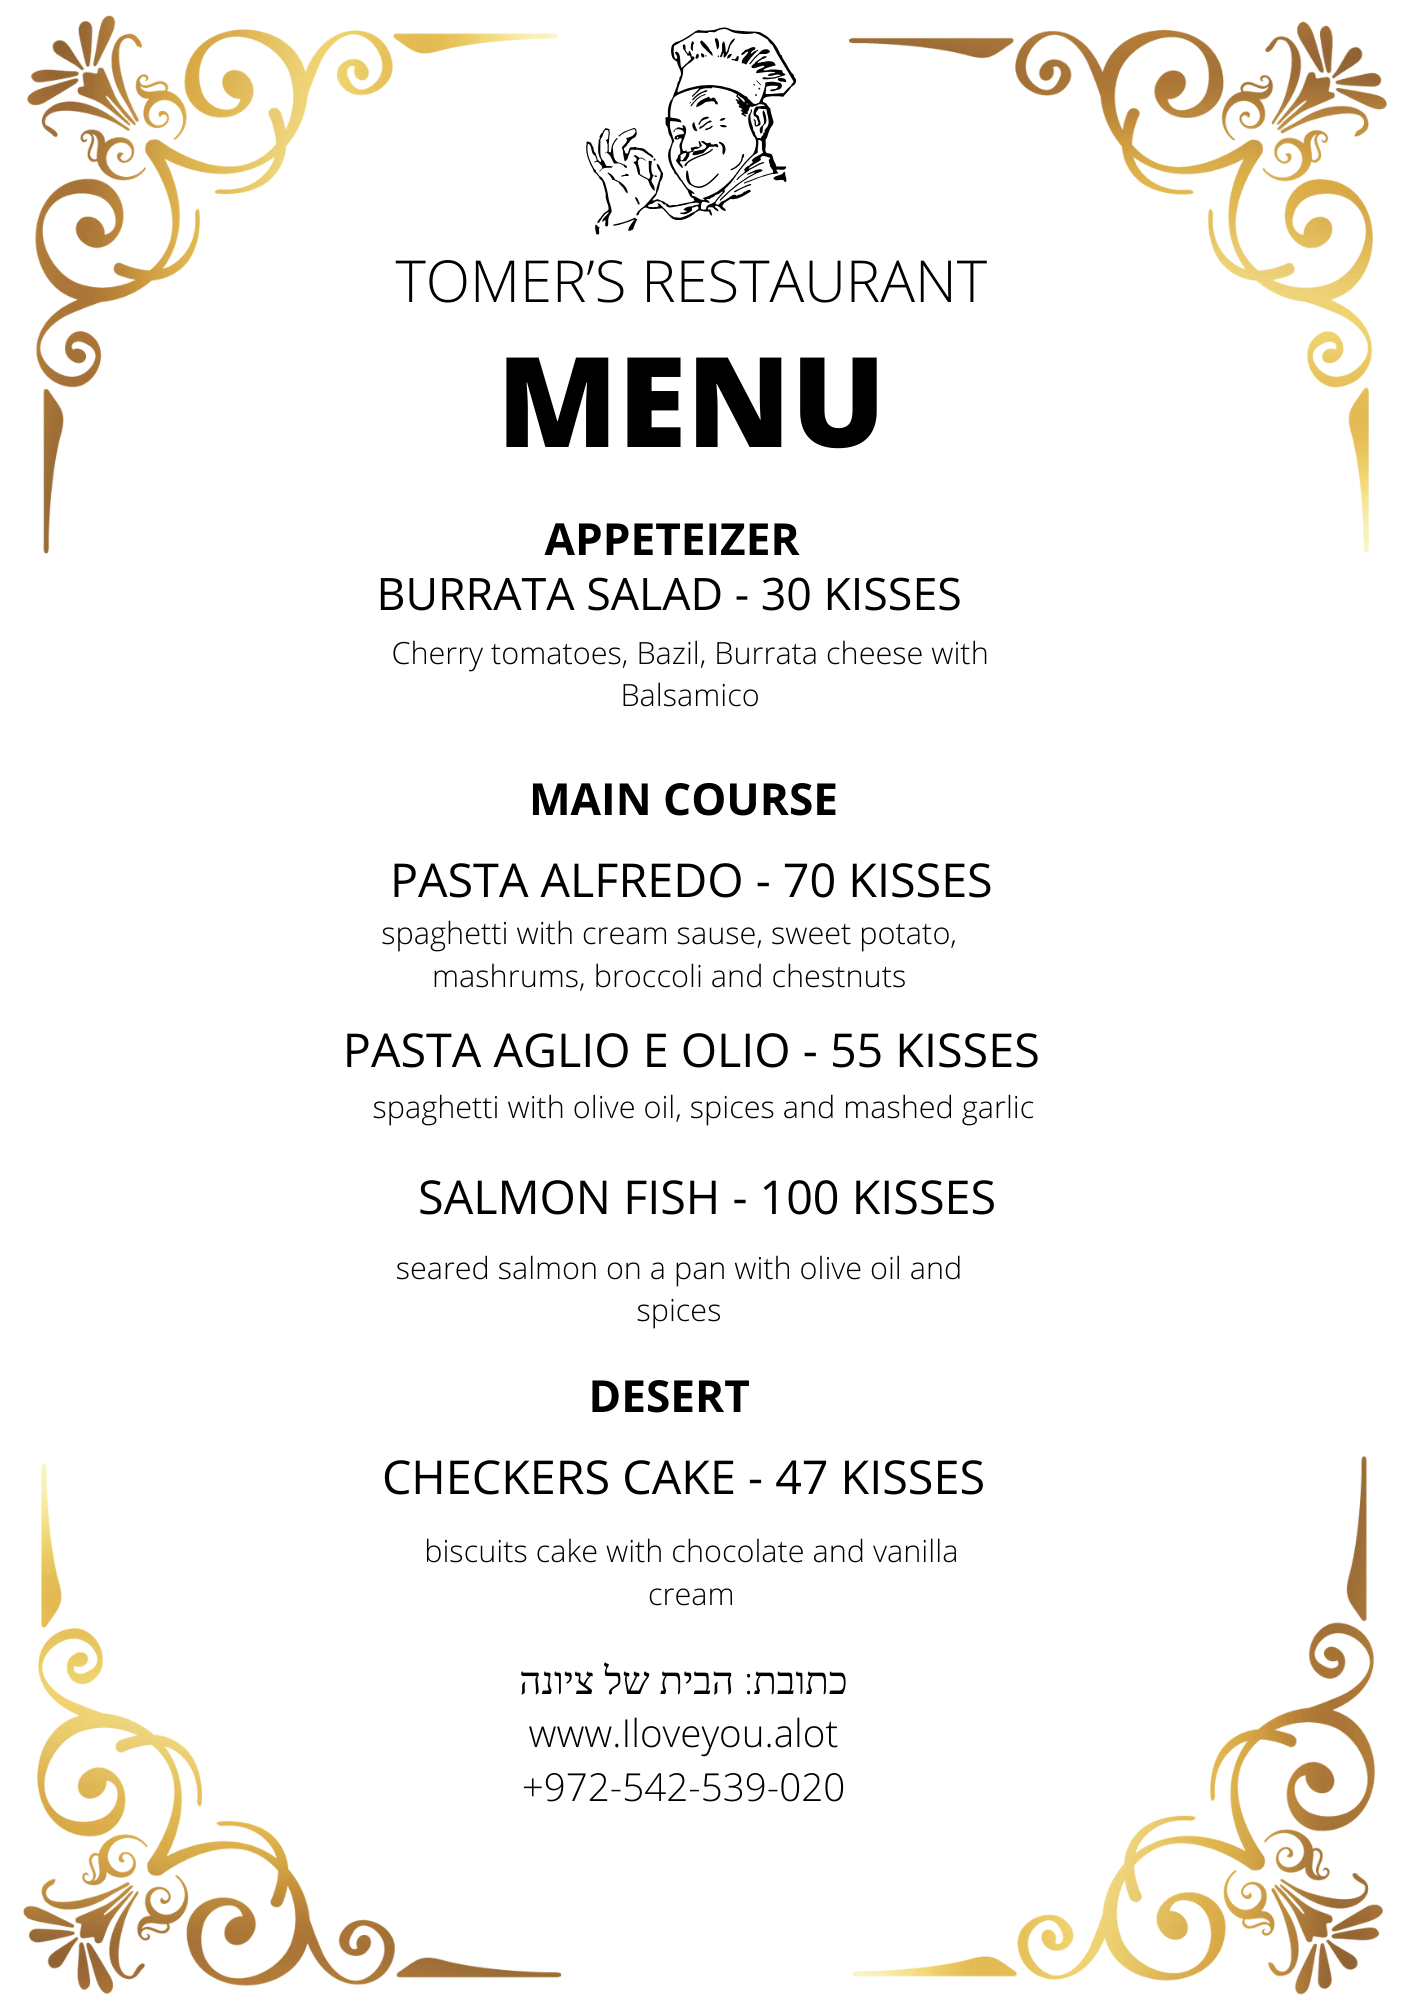 TOMER’S RESTAURANT
MENU
APPETEIZER
BURRATA SALAD - 30 KISSES
Cherry tomatoes, Bazil, Burrata cheese with
Balsamico
MAIN COURSE
PASTA ALFREDO - 70 KISSES
spaghetti with cream sause, sweet potato,
mashrums, broccoli and chestnuts
PASTA AGLIO E OLIO - 55 KISSES
spaghetti with olive oil, spices and mashed garlic
SALMON FISH - 100 KISSES
seared salmon on a pan with olive oil and
spices
DESERT
CHECKERS CAKE - 47 KISSES
biscuits cake with chocolate and vanilla
cream
כתובת: הבית של ציונה
www.Iloveyou.alot
+972-542-539-020